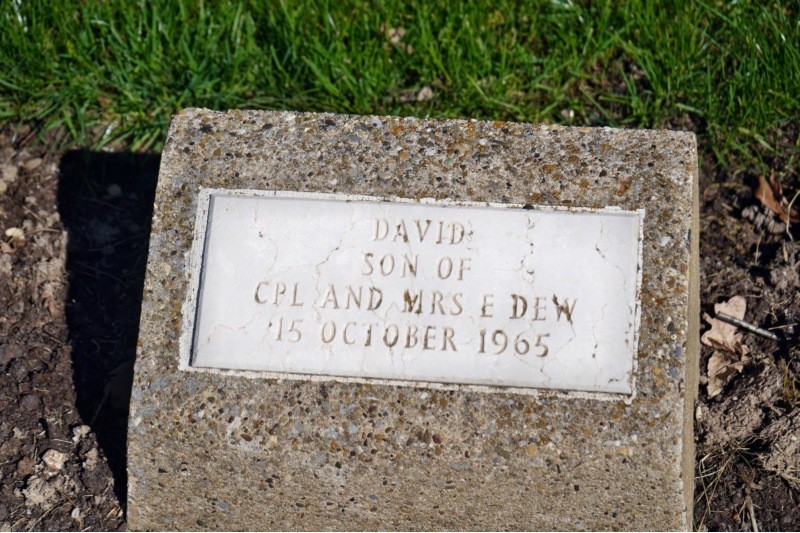 DAVID
SON OF
CPL AND MRS E DEW
15 OCTOBER 1965